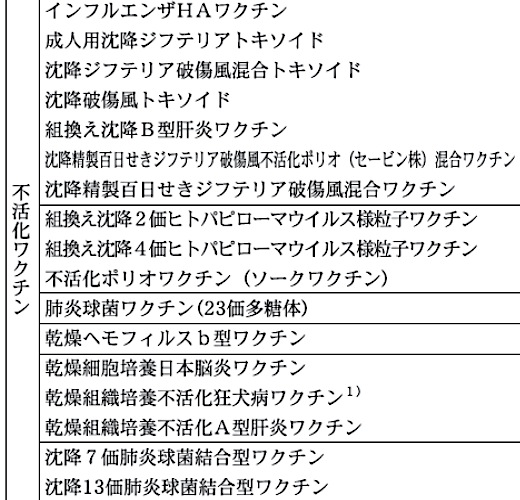 不活化ワクチン
インフルエンザＨＡワクチン
成人用沈降ジフテリアトキソイド
沈降ジフテリア破傷風混合トキソイド
沈降破傷風トキソイド
組換え沈降Ｂ型肝炎ワクチン
沈降精製百日せきジフテリア破傷風不活化ポリオ（セービン株）混合ワクチン
沈降精製百日せきジフテリア破傷風混合ワクチン
組換え沈降２価ヒトパピローマウイルス様粒子ワクチン
組換え沈降４価ヒトパピローマウイルス様粒子ワクチン
不活化ポリオワクチン（ソークワクチン）
肺炎球菌ワクチン(23価多糖体)
乾燥ヘモフィルスｂ型ワクチン
乾燥細胞培養日本脳炎ワクチン
乾燥組織培養不活化狂犬病ワクチン1)
乾燥組織培養不活化Ａ型肝炎ワクチン
沈降７価肺炎球菌結合型ワクチン
沈降13価肺炎球菌結合型ワクチン